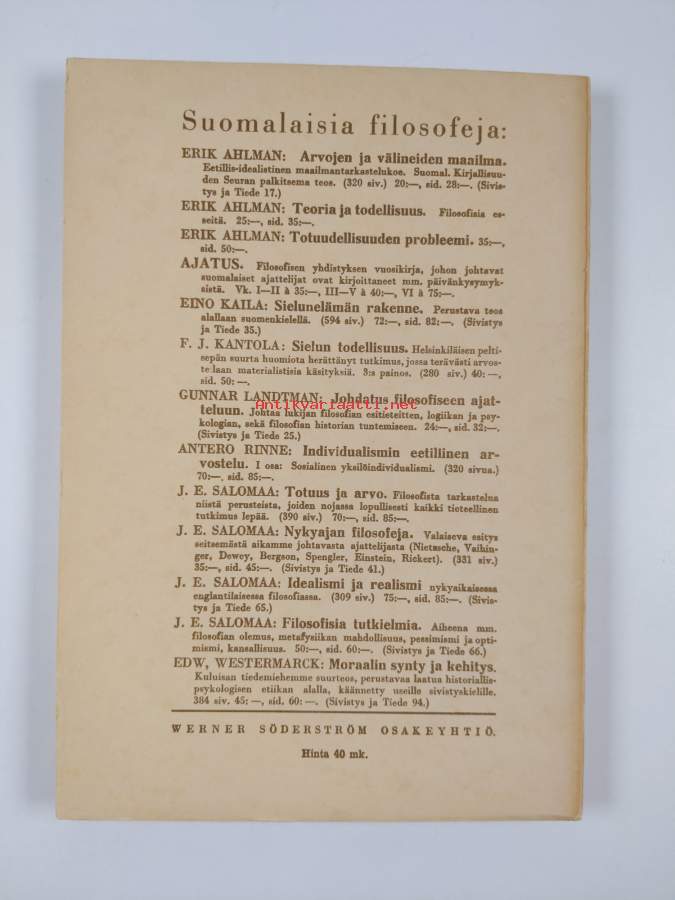 Suomalaisia filosofeja:
ERIK AHLMAN: Arvojen ja välineiden maailma.
Eetillis-idealistinen maailmantarkastelukoe. Suomal. Kirjallisuu-
den Seuran palkitsema teos. (320 siv.) 20:—, sid. 28:—. (Sivis-
tys ja Tiede 17.)
ERIK AHLMAN: Teoria ja todellisuus. Filosofisia es-
seitä. 25:—, sid. 35:—.
ERIK AHLMAN: Totuudellisuuden probleemi. 35:—,
sid. 50:—.
AJATUS. Filosofisen yhdistyksen vuosikirja, johon johtavat
suomalaiset ajattelijat ovat kirjoittaneet mm. päivänkysymyk-
sistä. Vk. I—II à 35:—, III—V à 40:—, VI à 75:—.
EINO KAILA: Sielunelämän rakenne. Perustava teos
alallaan suomenkielellä. (594 siv.) 72:—, sid. 82:—. (Sivistys
ja Tiede 35.)
F. J. KANTOLA: Sielun todellisuus. Helsinkiläisen pelti-
sepän suurta huomiota herättänyt tutkimus, jossa terävästi arvos-
tellaan materialistisia käsityksiä. 3:s painos. (280 siv.) 40:—,
sid. 50:—.
GUNNAR LANDTMAN: Johdatus filosofiseen ajat-
teluun. Johtaa lukijan filosofian esitieteitten, logiikan ja psy-
kologian, sekä filosofian historian tuntemiseen. 24:—, sid. 32:—.
(Sivistys ja Tiede 25.)
Antikvariaatti.net
ANTERO RINNE: Individualismin eetillinen ar-
vostelu. I osa: Sosialinen yksilöindividualismi. (320 sivua.)
70:—. sid. 85:—.
J. E. SALOMAA: Totuus ja arvo. Filosofista tarkastelua
niistä perusteista, joiden nojassa lopullisesti kaikki tieteellinen
tutkimus lepää. (390 siv.) 70:—, sid. 85:—.
J. E. SALOMAA: Nykyajan filosofeja. Valaiseva esitys
seitsemästä aikamme johtavasta ajattelijasta (Nietzsche, Vaihin-
ger, Dewey, Bergson, Spengler, Einstein, Rickert). (331 siv.)
35:—, sid. 45:—. (Sivistys ja Tiede 41.)
J. E. SALOMAA: Idealismi ja realismi nykyaikaisessa
englantilaisessa filosofiassa. (309 siv.) 75:—, sid. 85:—. (Sivis-
tys ja Tiede 65.)
J. E. SALOMAA: Filosofisia tutkielmia. Aiheena mm.
filosofian olemus, metafysiikan mahdollisuus, pessimismi ja opti-
mismi, kansallisuus. 50:—, sid. 60:—. (Sivistys ja Tiede 66.)
EDW, WESTERMARCK: Moraalin synty ja kehitys.
Kuluisan tiedemiehemme suurteos, perustavaa laatua historiallis-
psykologisen etiikan alalla, käännetty useille sivistyskielille.
384 siv. 45:—, sid. 60:—. (Sivistys ja Tiede 94.)
WERNER SÖDERSTRÖM OSAKEYHTIÖ.
Hinta 40 mk.